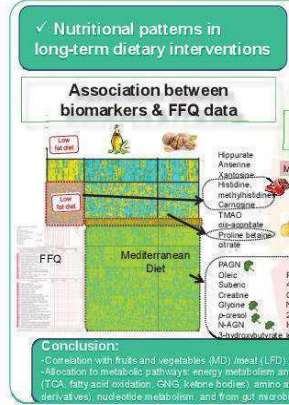 ✓ Nutritional patterns in
long-term dietary interventions
Association between
biomarkers & FFQ data
Low
fat diet
Low
fat diet
FFQ
Mediterranean
Diet
Hippurate
Anserine
Xantosine
Histidine,
methylhistidine
Carnosine
TMAO
cis-aconitate
Proline betaine
citrate
PAGN
Oleic
Suberic
Creatine
Glycine
p-cresol
N-AGN
3-hydroxybutyrate
Conclusion:
-Correlation with fruits and vegetables (MD) /meat (LFD)
-Allocation to metabolic pathways: energy metabolism an
(TCA, fatty acid oxidation, GNG, ketone bodies), amino a
derivatives), nucleotide metabolism, and from gut microbi